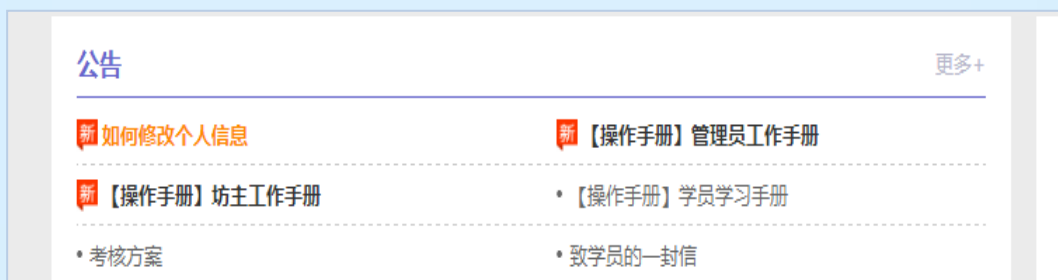 公告
更多+
新 如何修改个人信息
新 【操作手册】管理员工作手册
新 【操作手册】坊主工作手册
• 【操作手册】学员学习手册
• 考核方案
• 致学员的一封信